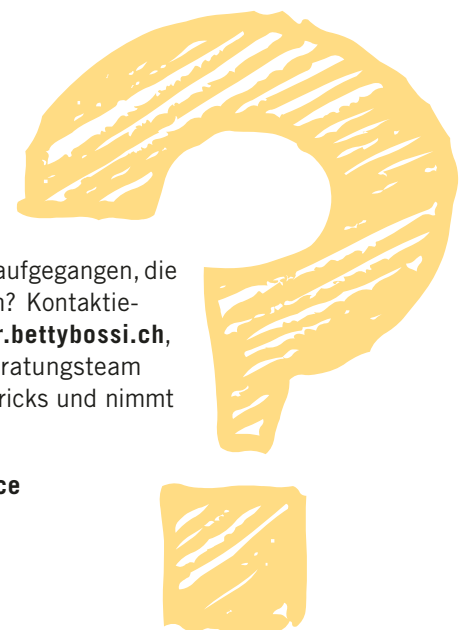 aufgegangen, die
n? Kontaktie-
r.bettybossi.ch,
ratungsteam
ricks und nimmt
ce